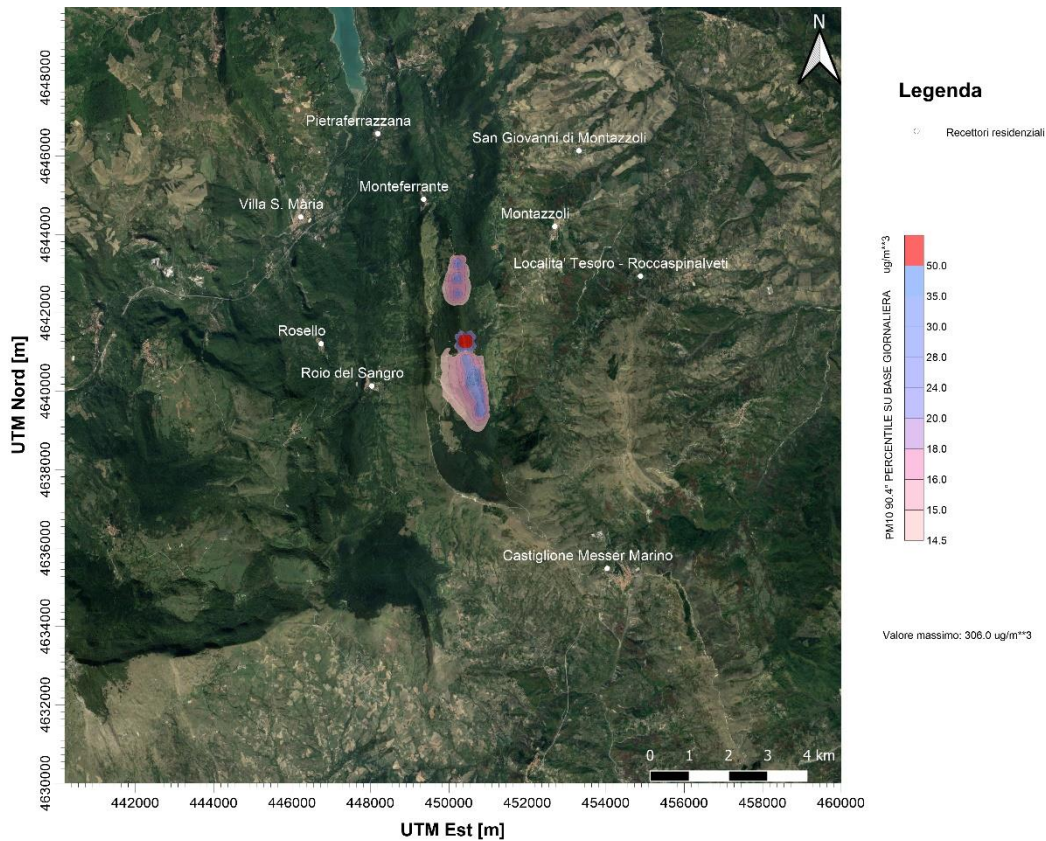 N
Pietraferrazzana
San Giovanni di Montazzoli
Monteferrante
Villa S. Maria
Montazzoli
Localita' Tesoro - Roccaspinalveti
Rosello
Roio del Sangro
Castiglione Messer Marino
0 1 2 3 4 km
UTM Nord [m]
4648000
4646000
4644000
4642000
4640000
4638000
4636000
4634000
4632000
4630000
442000 444000 446000 448000 450000 452000 454000 456000 458000 460000
UTM Est [m]
Legenda
Recettori residenziali
PM10 90.4° PERCENTILE SU BASE GIORNALIERA ug/m**3
50.0
35.0
30.0
28.0
24.0
20.0
18.0
16.0
15.0
14.5
Valore massimo: 306.0 ug/m**3